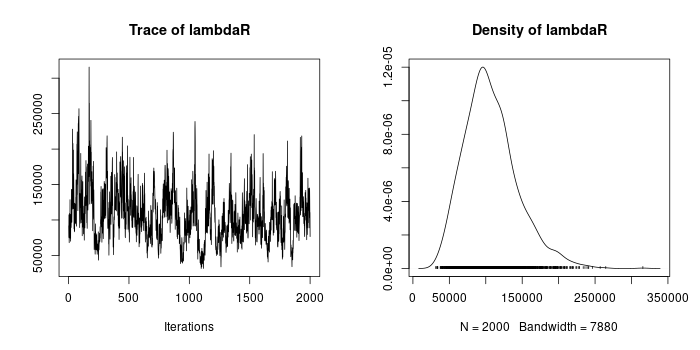 Trace of lambdaR
250000
150000
50000
0
500
1000
1500
2000
Iterations
Density of lambdaR
1.2e-05
8.0e-06
4.0e-06
0.0e+00
0
50000
150000
250000
350000
N = 2000   Bandwidth = 7880